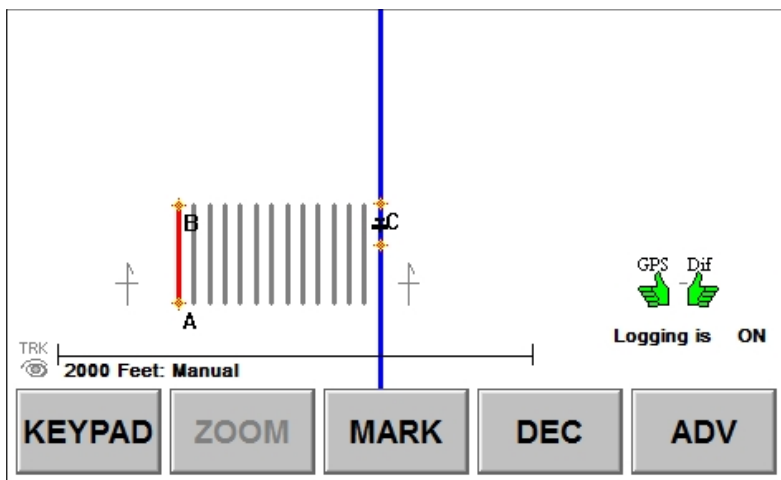 B
C
A
GPS Dif
Logging is ON
TRK
2000 Feet: Manual
KEYPAD ZOOM MARK DEC ADV